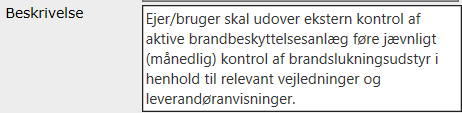 Beskrivelse
Ejer/bruger skal udover ekstern kontrol af
aktive brandbeskyttelsesanlæg føre jævnligt
(månedlig) kontrol af brandslukningsudstyr i
henhold til relevant vejledninger og
leverandøranvisninger.